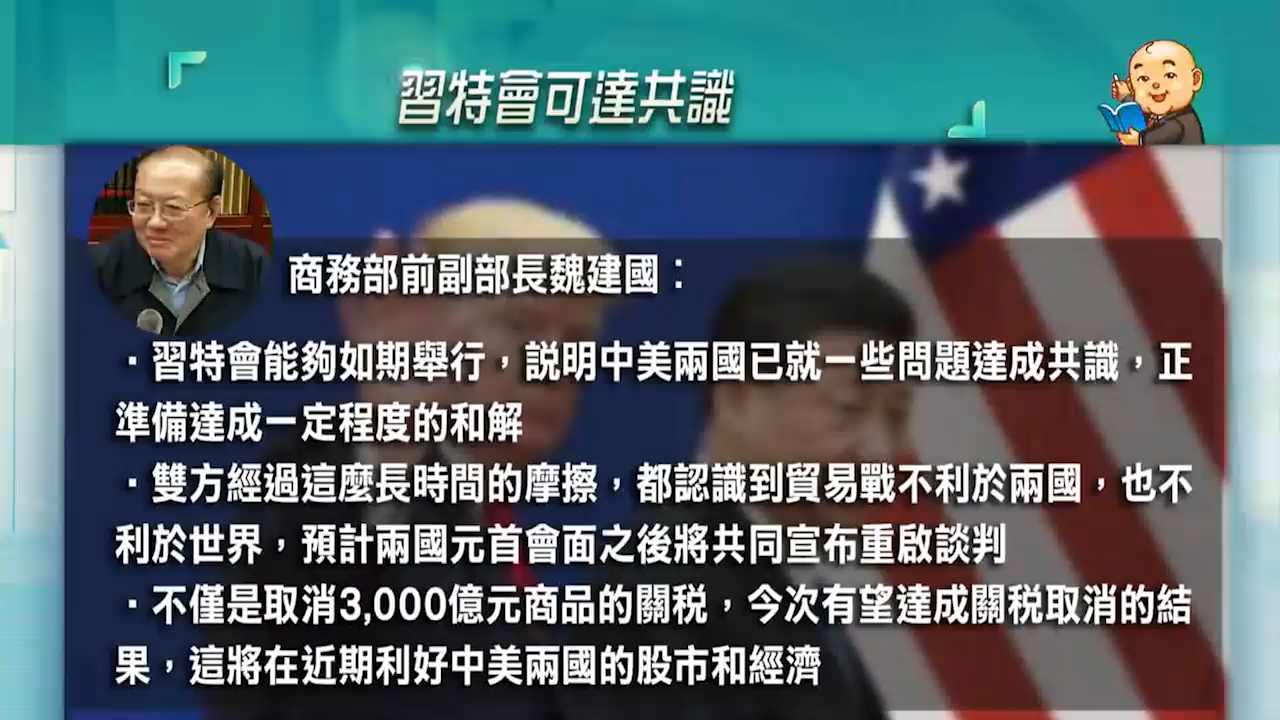 習特會可達共識
商務部前副部長魏建國：
．習特會能夠如期舉行，説明中美兩國已就一些問題達成共識，正
準備達成一定程度的和解
．雙方經過這麼長時間的摩擦，都認識到貿易戰不利於兩國，也不
利於世界，預計兩國元首會面之後將共同宣布重啟談判
．不僅是取消3,000億元商品的關税，今次有望達成關税取消的結
果，這將在近期利好中美兩國的股市和經濟